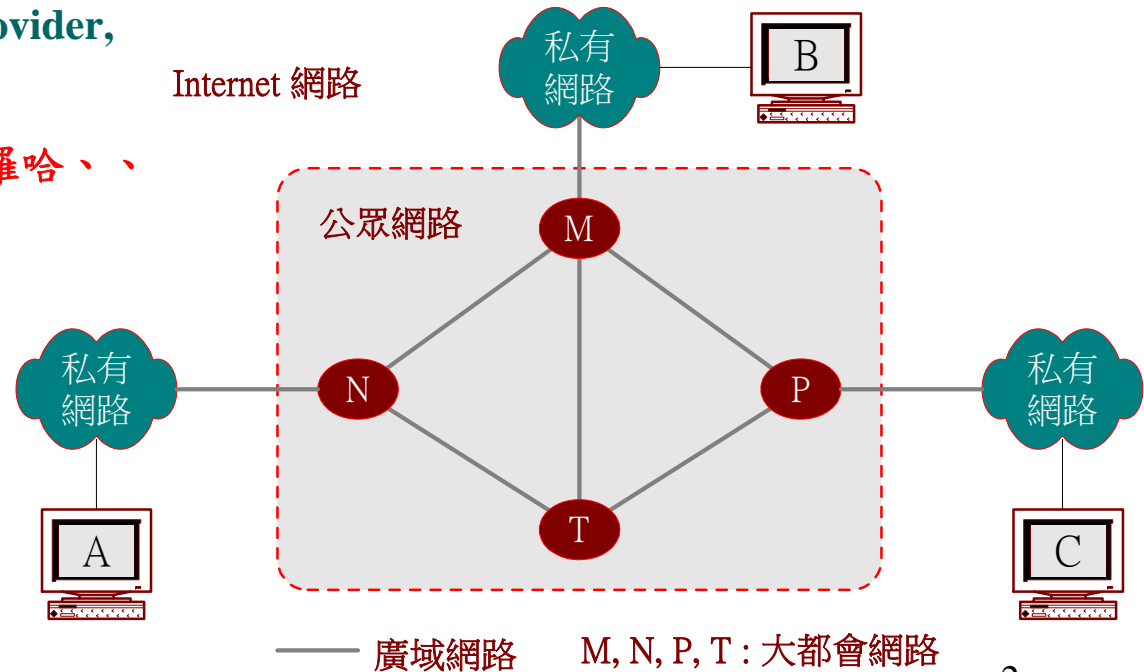 ovider,
Internet 網路
羅哈、、
私有
網路
B
公眾網路
M
私有
網路
N
P
私有
網路
T
A
C
廣域網路
M, N, P, T : 大都會網路